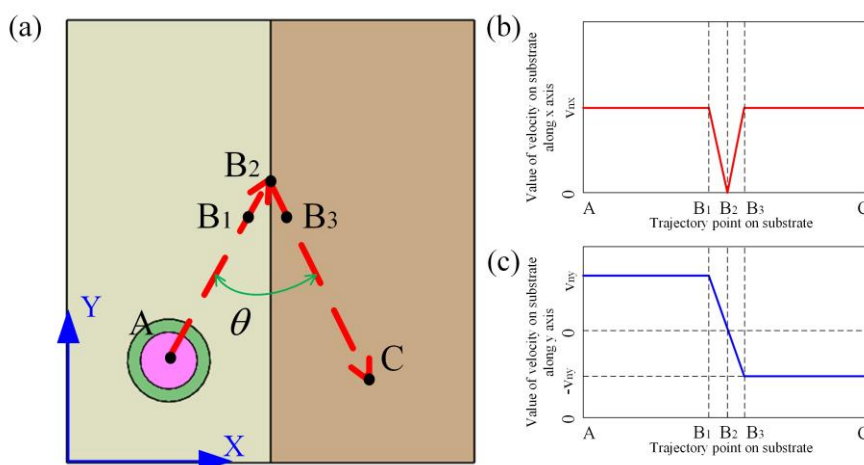 (a)
B2
B1
B3
A
θ
C
Y
X
(b)
Value of velocity on substrate
along x axis
vnx
0
A
B1
B2
B3
C
Trajectory point on substrate
(c)
Value of velocity on substrate
along y axis
vny
0
-vny
0
A
B1
B2
B3
C
Trajectory point on substrate